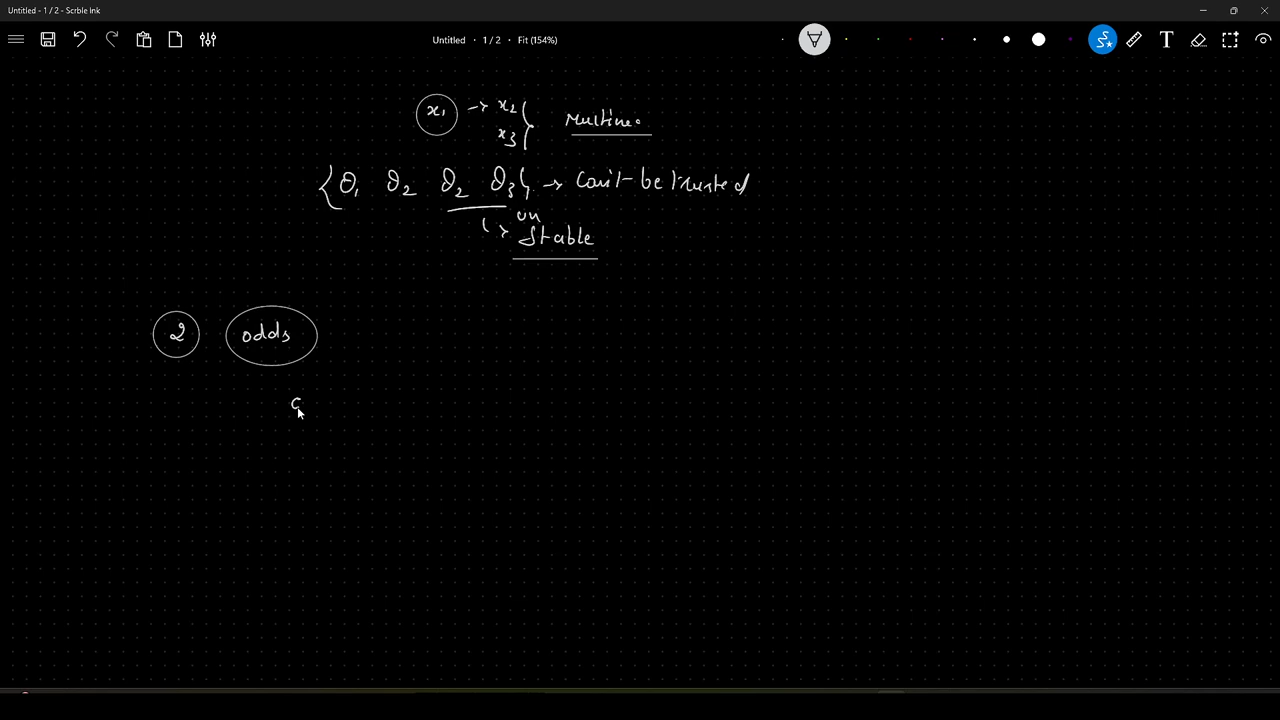 Untitled - 1 / 2 - Scrble Ink
Untitled · 1 / 2 · Fit (154%)
x₁ → x₂
x₃
θ₁ θ₂ θ₂ θ₃ → can't be trusted
un
stable
2 odds